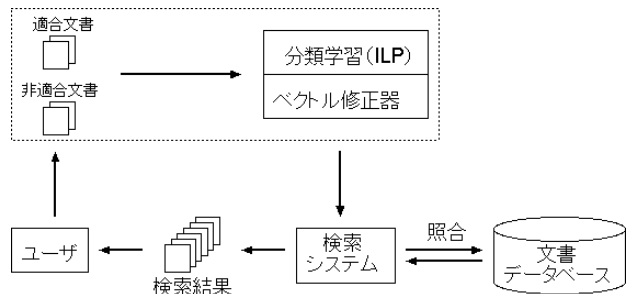 適合文書
非適合文書
分類学習(ILP)
ベクトル修正器
ユーザ
検索結果
検索
システム
照合
文書
データベース